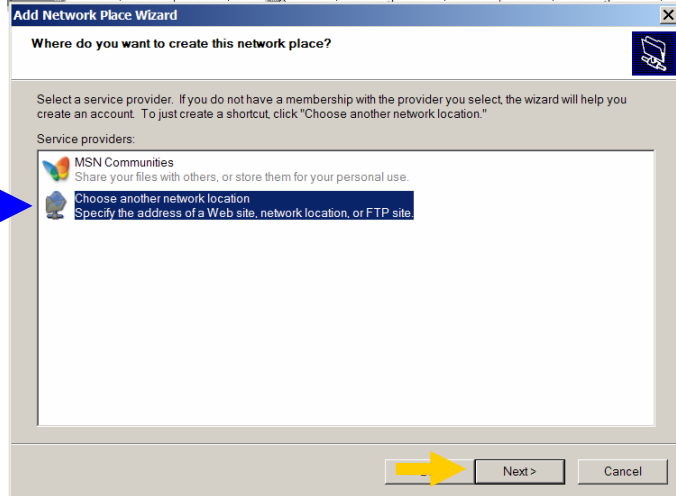 Add Network Place Wizard
Where do you want to create this network place?
Select a service provider. If you do not have a membership with the provider you select, the wizard will help you
create an account. To just create a shortcut, click "Choose another network location."
Service providers:
MSN Communities
Share your files with others, or store them for your personal use.
Choose another network location
Specify the address of a Web site, network location, or FTP site.
Next >
Cancel